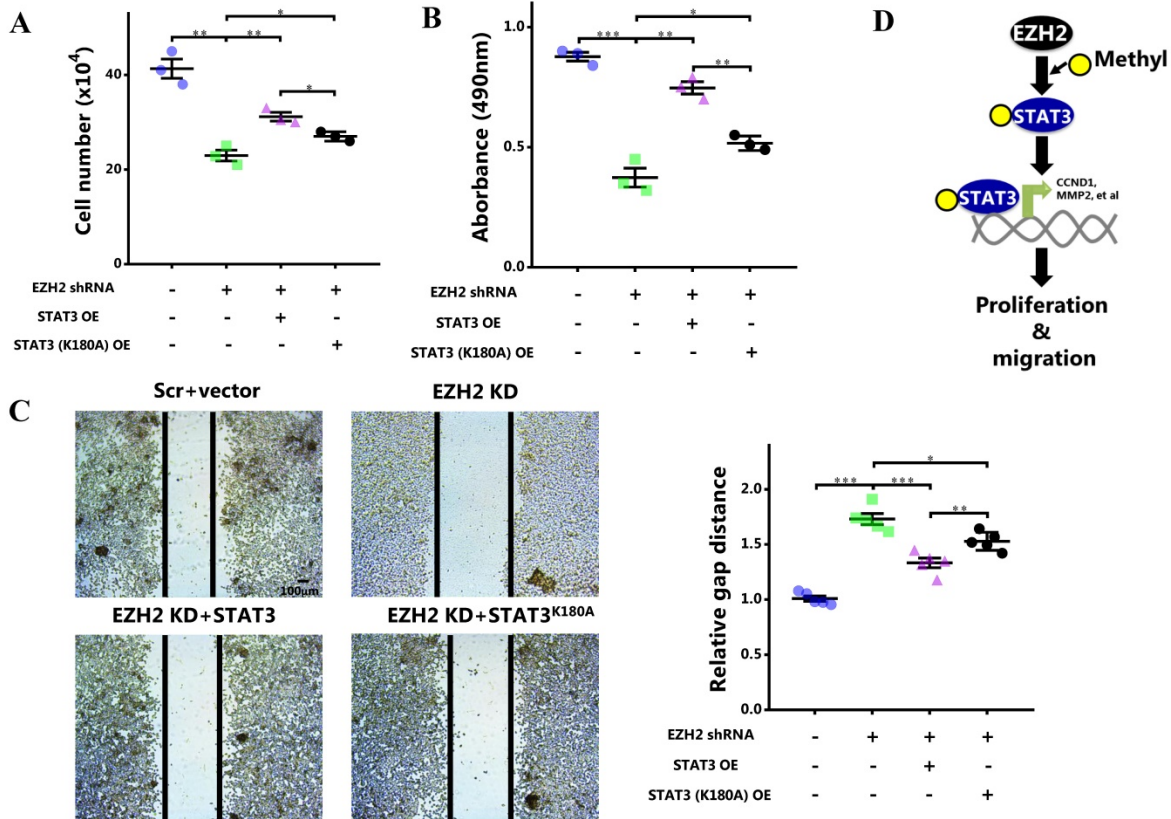 A
Cell number (x10⁴)
40
20
0
** ** * *
EZH2 shRNA - + + +
STAT3 OE - - + -
STAT3 (K180A) OE - - - +
B
Aborbance (490nm)
1.0
0.5
0.0
*** ** * **
EZH2 shRNA - + + +
STAT3 OE - - + -
STAT3 (K180A) OE - - - +
D
EZH2
Methyl
STAT3
STAT3
CCND1,
MMP2, et al
Proliferation
&
migration
C
Scr+vector
EZH2 KD
100μm
EZH2 KD+STAT3
EZH2 KD+STAT3ᴷ¹⁸⁰ᴬ
Relative gap distance
2.0
1.5
1.0
0.5
0.0
*** *** * **
EZH2 shRNA - + + +
STAT3 OE - - + -
STAT3 (K180A) OE - - - +